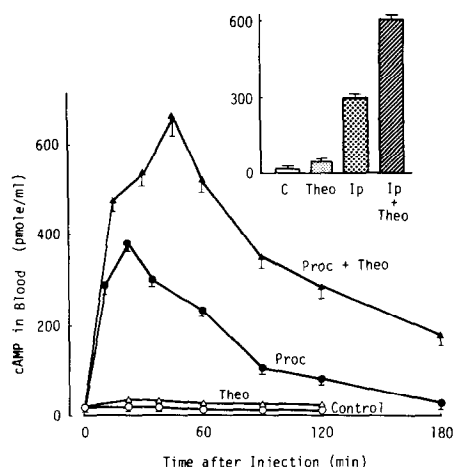 600
300
0
C Theo Ip Ip + Theo
600
400
200
0
cAMP in Blood (pmole/ml)
Proc + Theo
Proc
Theo
Control
0 60 120 180
Time after Injection (min)